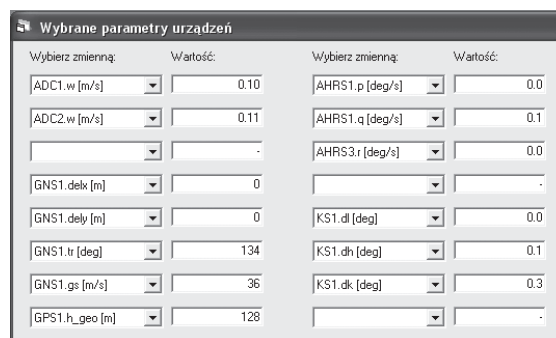 Wybrane parametry urządzeń
Wybierz zmienną: Wartość: Wybierz zmienną: Wartość:
ADC1.w [m/s] 0.10 AHRS1.p [deg/s] 0.0
ADC2.w [m/s] 0.11 AHRS1.q [deg/s] 0.1
- AHRS3.r [deg/s] 0.0
GNS1.delx [m] 0 -
GNS1.dely [m] 0 KS1.dl [deg] 0.0
GNS1.tr [deg] 134 KS1.dh [deg] 0.1
GNS1.gs [m/s] 36 KS1.dk [deg] 0.3
GPS1.h_geo [m] 128 -